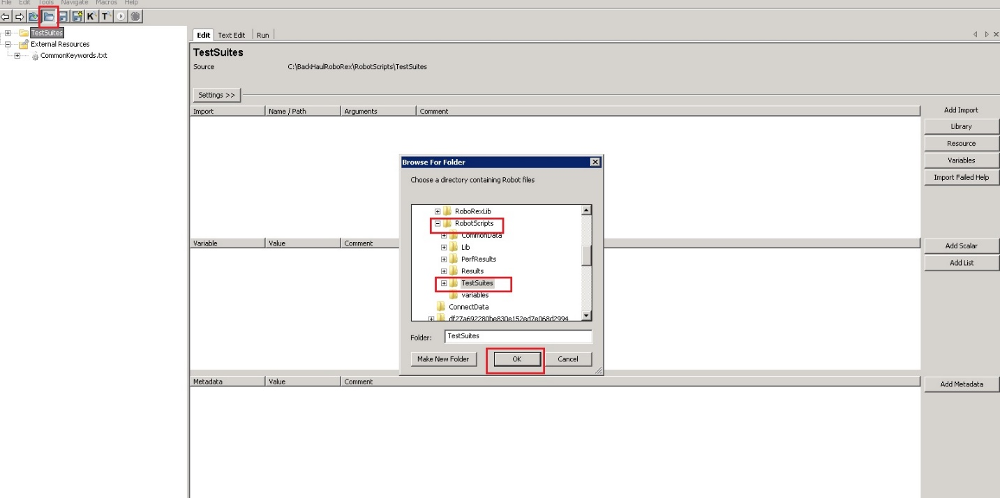 File Edit Tools Navigate Macros Help
K T
TestSuites
External Resources
CommonKeywords.txt
Edit Text Edit Run
TestSuites
Source C:\BackHaulRoboRex\RobotScripts\TestSuites
Settings >>
Import Name / Path Arguments Comment
Add Import
Library
Resource
Variables
Import Failed Help
Browse For Folder
Choose a directory containing Robot files
RoboRexLib
RobotScripts
CommonData
Lib
PerfResults
Results
TestSuites
variables
ConnectData
df27a692280be830e152ed7e068d2994
Folder: TestSuites
Make New Folder OK Cancel
Variable Value Comment
Add Scalar
Add List
Metadata Value Comment
Add Metadata